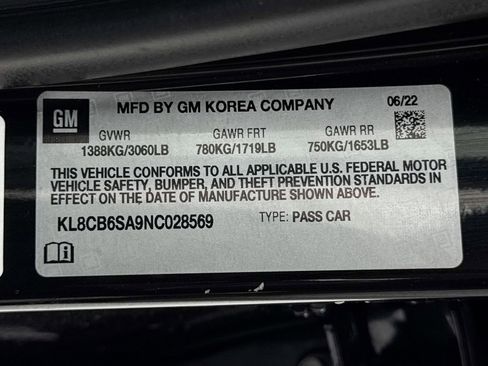 GM
MFD BY GM KOREA COMPANY
06/22
GVWR
GAWR FRT
GAWR RR
1388KG/3060LB
780KG/1719LB
750KG/1653LB
THIS VEHICLE CONFORMS TO ALL APPLICABLE U.S. FEDERAL MOTOR
VEHICLE SAFETY, BUMPER, AND THEFT PREVENTION STANDARDS IN
EFFECT ON THE DATE OF MANUFACTURE SHOWN ABOVE.
KL8CB6SA9NC028569
TYPE: PASS CAR